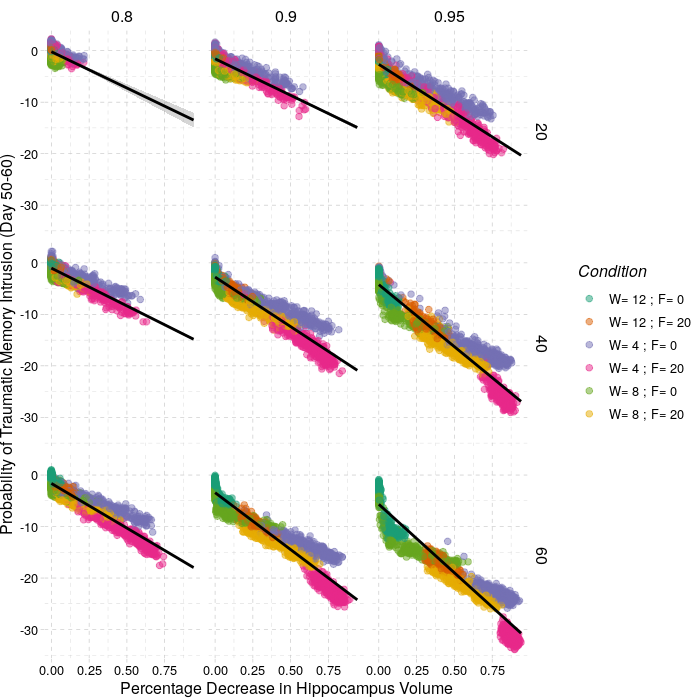 0.8
0.9
0.95
0
-10
-20
-30
20
0
-10
-20
-30
40
0
-10
-20
-30
60
0.00 0.25 0.50 0.75
0.00 0.25 0.50 0.75
0.00 0.25 0.50 0.75
Percentage Decrease in Hippocampus Volume
Probability of Traumatic Memory Intrusion (Day 50-60)
Condition
W= 12 ; F= 0
W= 12 ; F= 20
W= 4 ; F= 0
W= 4 ; F= 20
W= 8 ; F= 0
W= 8 ; F= 20